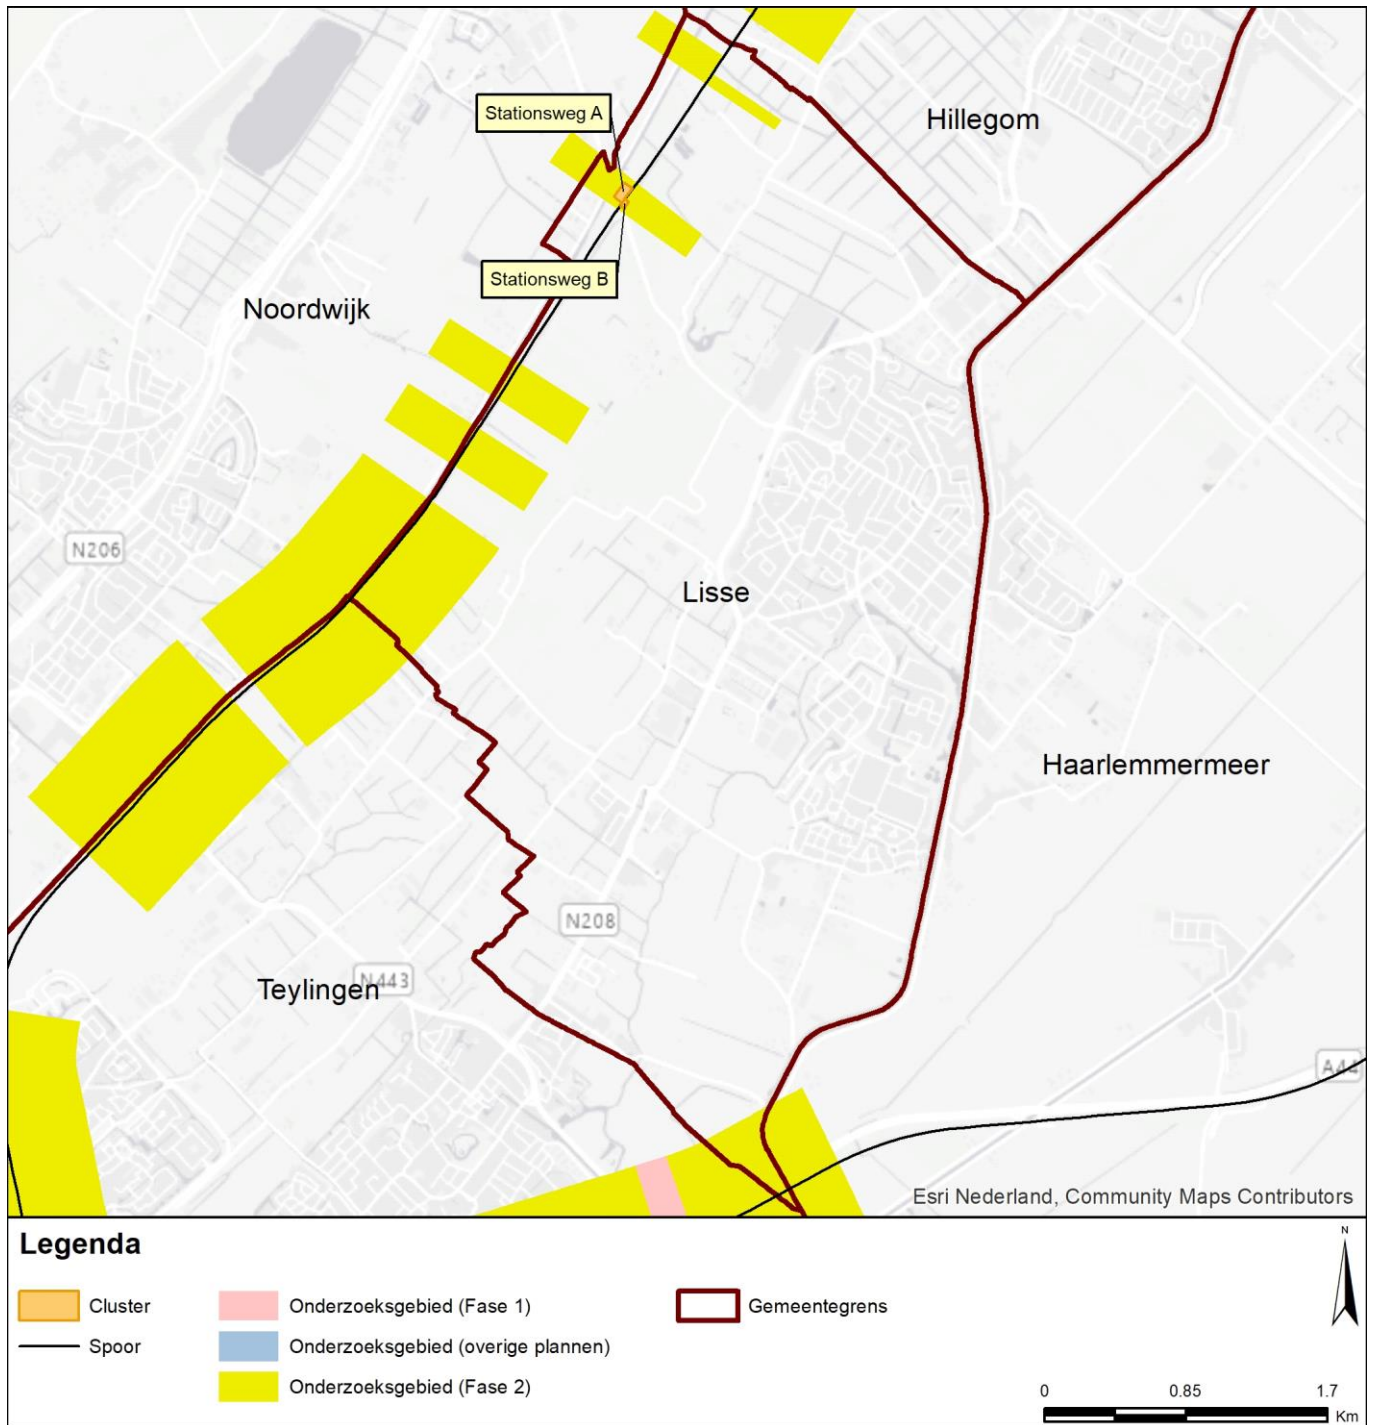 Stationsweg A
Hillegom
Stationsweg B
Noordwijk
N206
Lisse
Haarlemmermeer
N208
Teylingen
N443
A44
Esri Nederland, Community Maps Contributors
Legenda
N
Cluster
Onderzoeksgebied (Fase 1)
Gemeentegrens
Spoor
Onderzoeksgebied (overige plannen)
Onderzoeksgebied (Fase 2)
0 0.85 1.7
Km